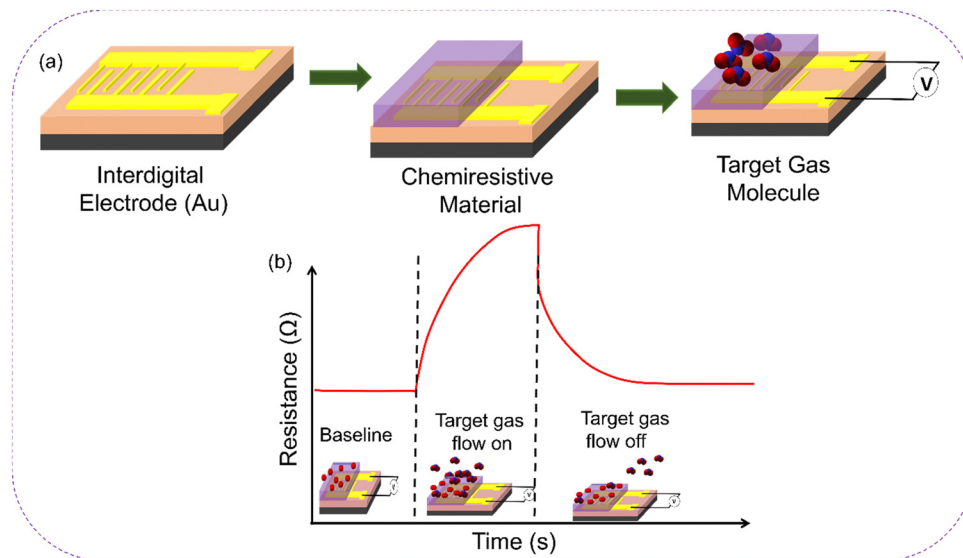 (a)
V
Interdigital
Electrode (Au)
Chemiresistive
Material
Target Gas
Molecule
(b)
Resistance (Ω)
Baseline
Target gas
flow on
Target gas
flow off
V
V
V
Time (s)